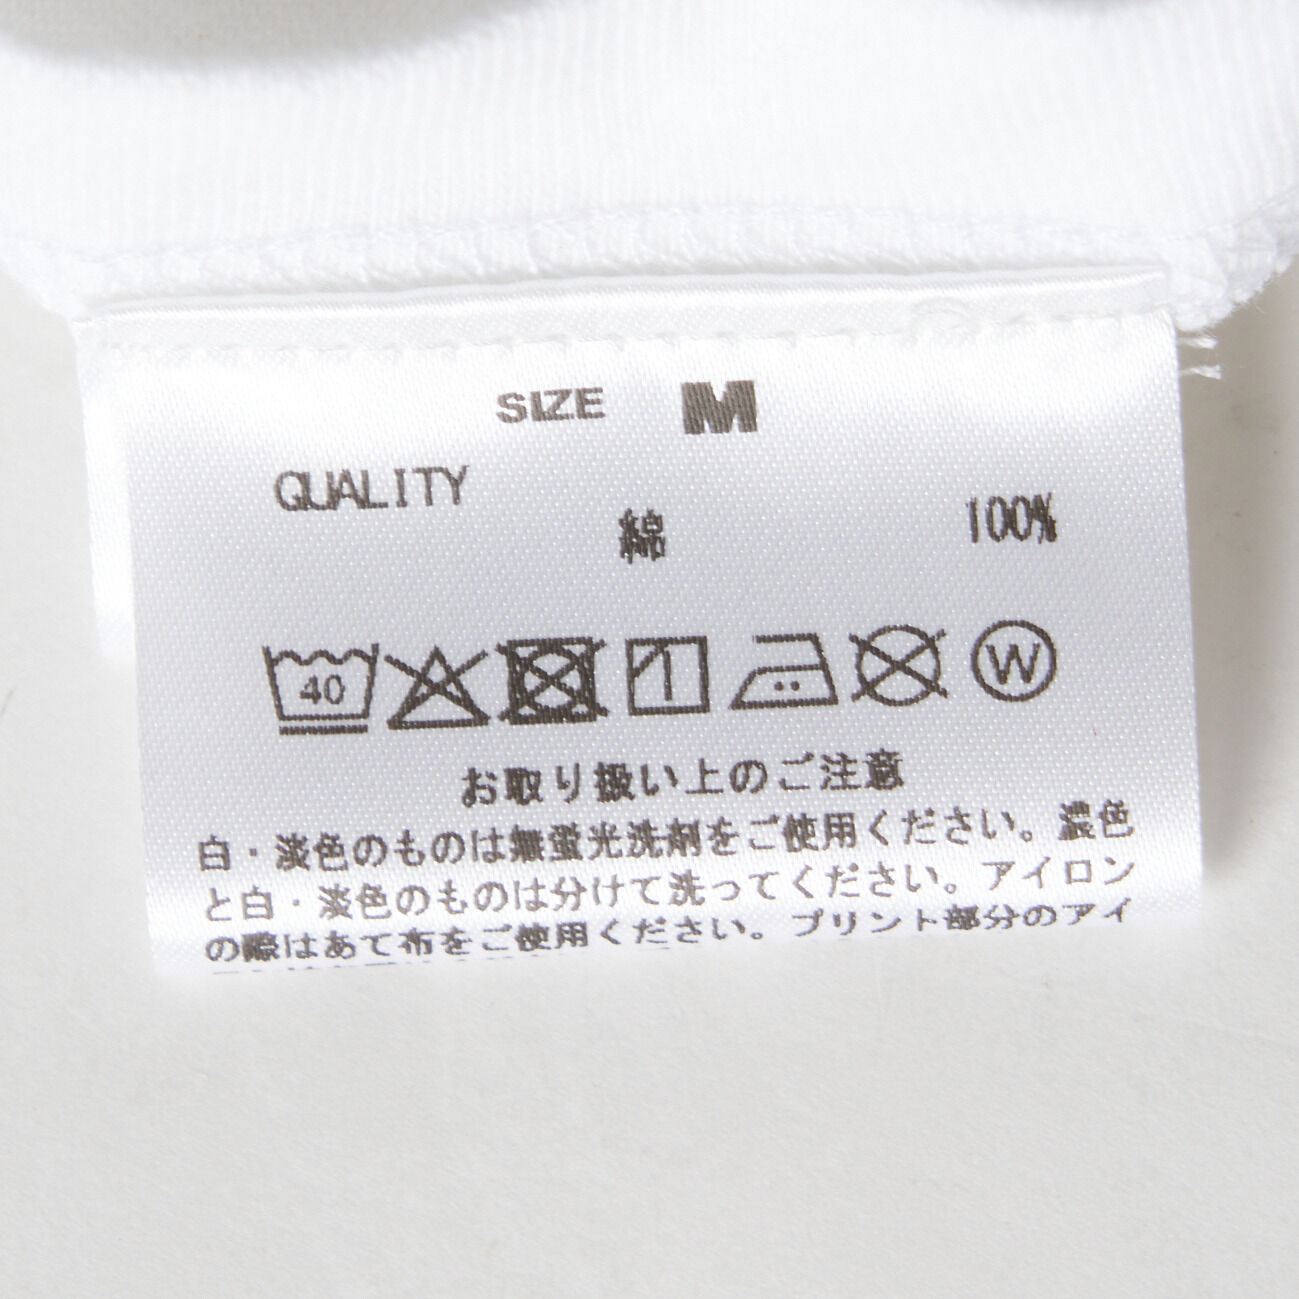 SIZE M
QUALITY
綿 100%
40 W
お取り扱い上のご注意
白・淡色のものは無蛍光洗剤をご使用ください。濃色
と白・淡色のものは分けて洗ってください。アイロン
の際はあて布をご使用ください。プリント部分のアイ